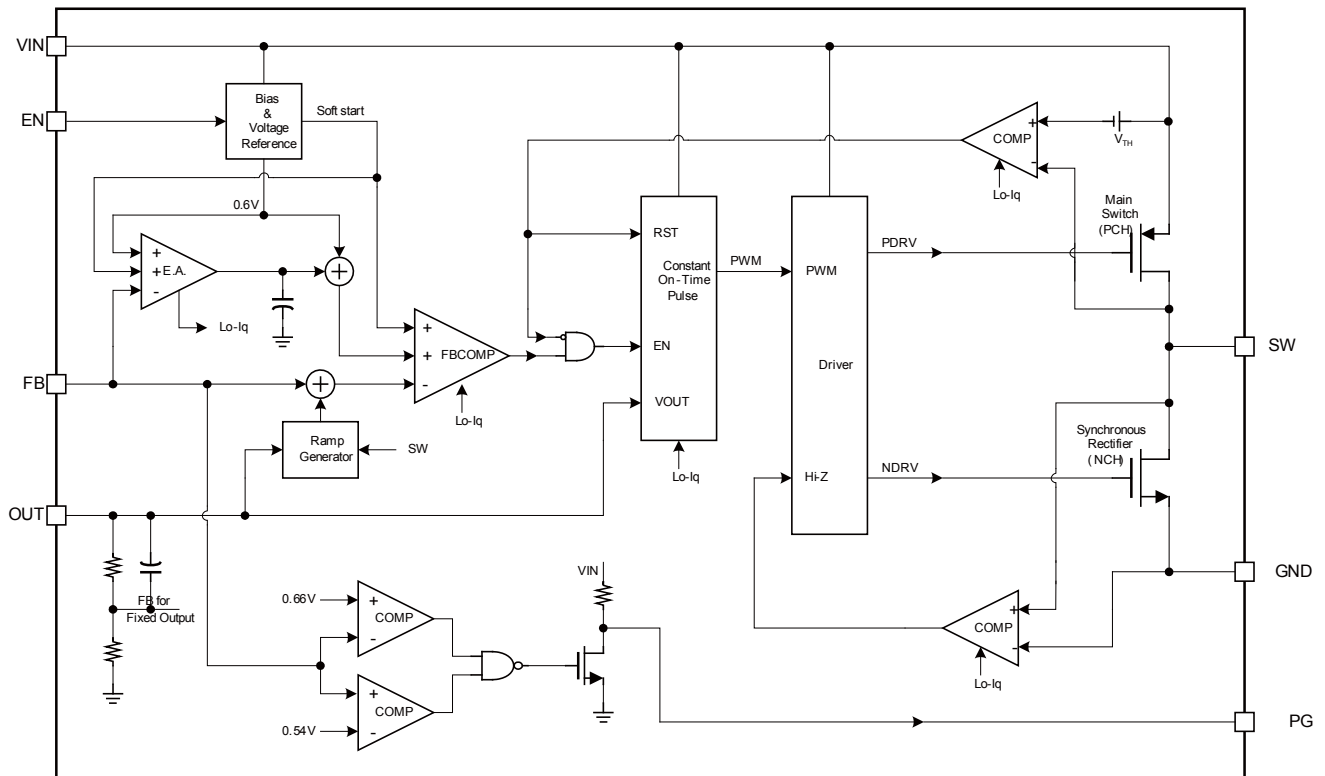 VIN
EN
Bias
&
Voltage
Reference
Soft start
0.6V
+
+
-
E.A.
Lo-Iq
+
FB
+
+
-
FBCOMP
Lo-Iq
+
Ramp
Generator
SW
OUT
FB for
Fixed Output
RST
Constant
On-Time
Pulse
EN
VOUT
Lo-Iq
PWM
PWM
Driver
Hi-Z
PDRV
NDRV
+
-
COMP
VTH
Lo-Iq
Main
Switch
(PCH)
SW
Synchronous
Rectifier
(NCH)
GND
+
-
COMP
Lo-Iq
0.66V
+
-
COMP
0.54V
+
-
COMP
VIN
PG